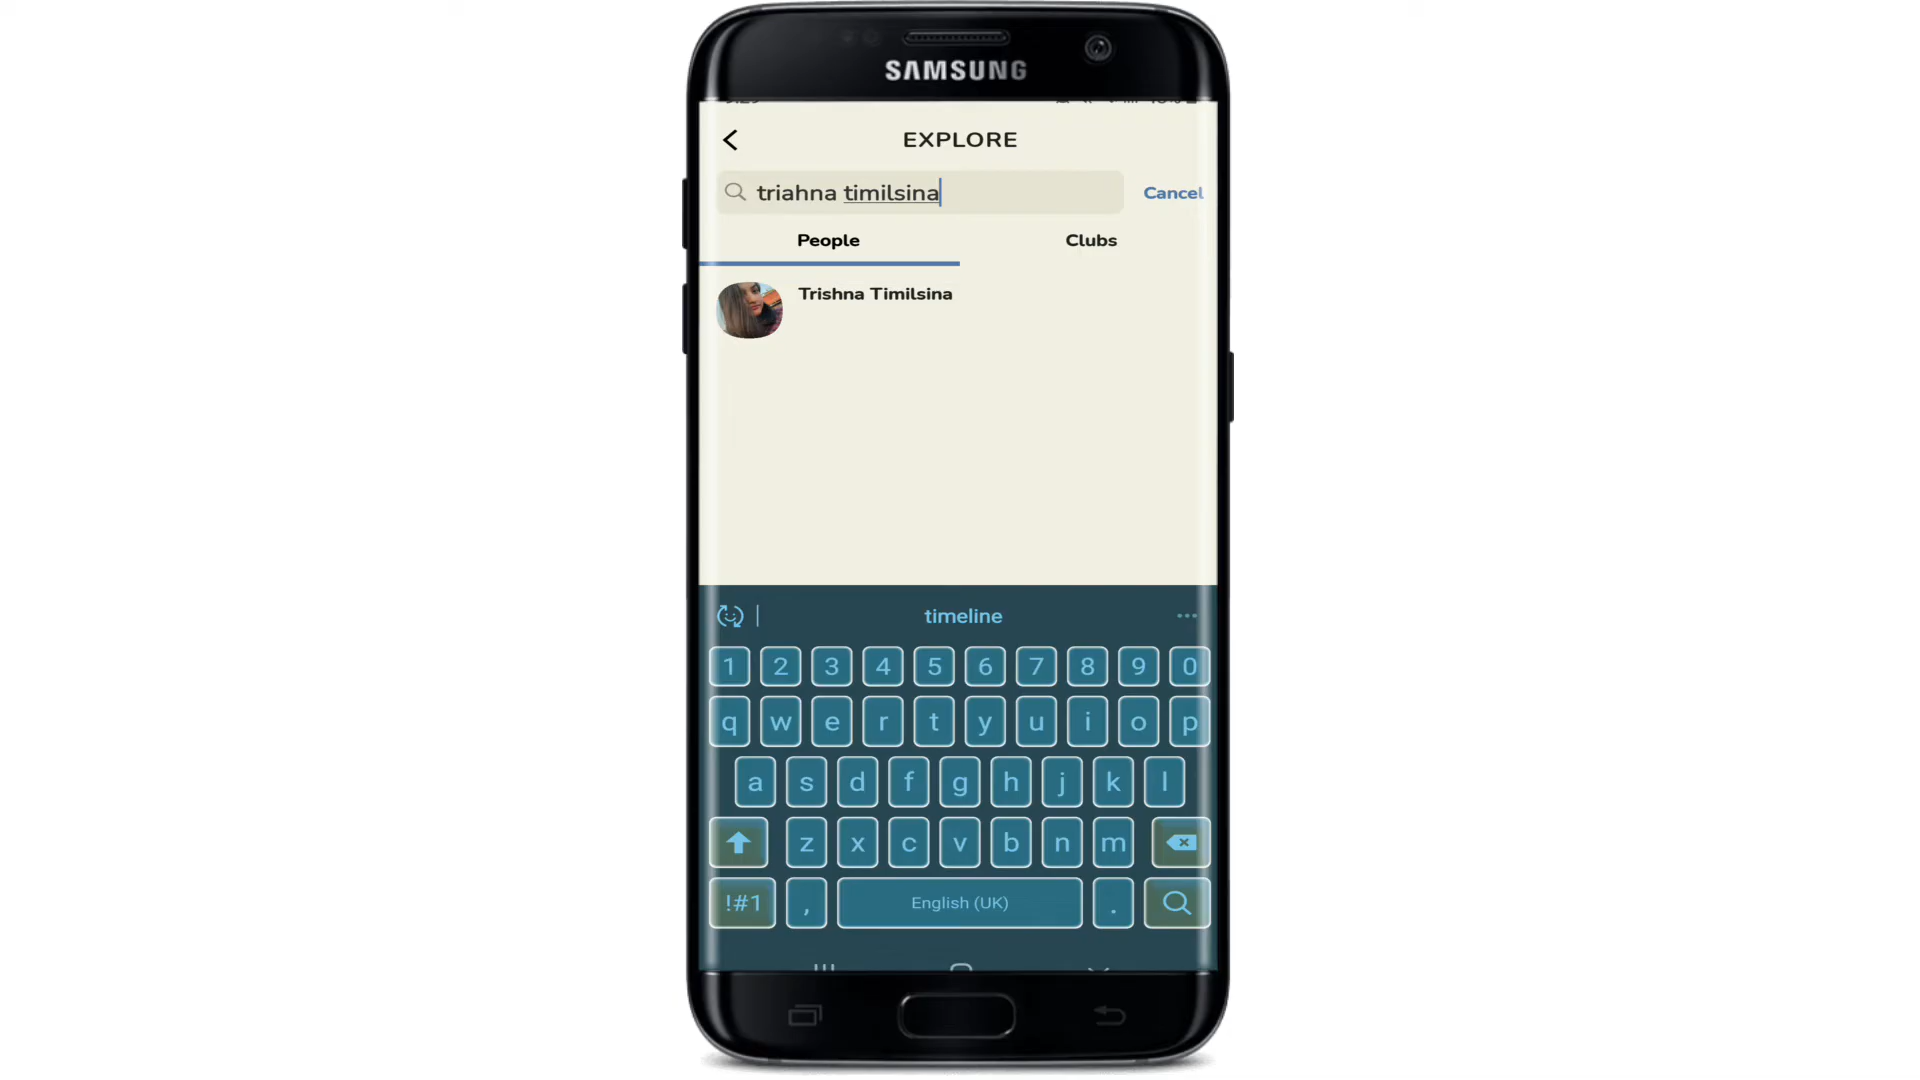 SAMSUNG
EXPLORE
triahna timilsina
Cancel
People
Clubs
Trishna Timilsina
timeline
1 2 3 4 5 6 7 8 9 0
q w e r t y u i o p
a s d f g h j k l
z x c v b n m
!#1 , English (UK) .